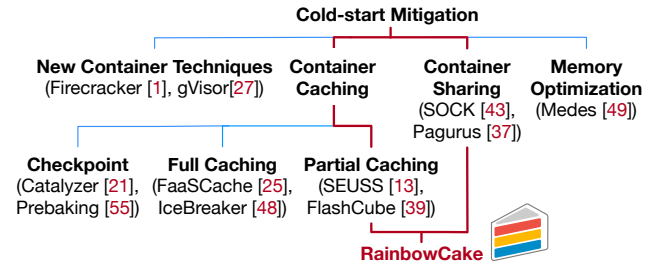 Cold-start Mitigation
New Container Techniques
(Firecracker [1], gVisor[27])
Container
Caching
Container
Sharing
(SOCK [43],
Pagurus [37])
Memory
Optimization
(Medes [49])
Checkpoint
(Catalyzer [21],
Prebaking [55])
Full Caching
(FaaSCache [25],
IceBreaker [48])
Partial Caching
(SEUSS [13],
FlashCube [39])
RainbowCake